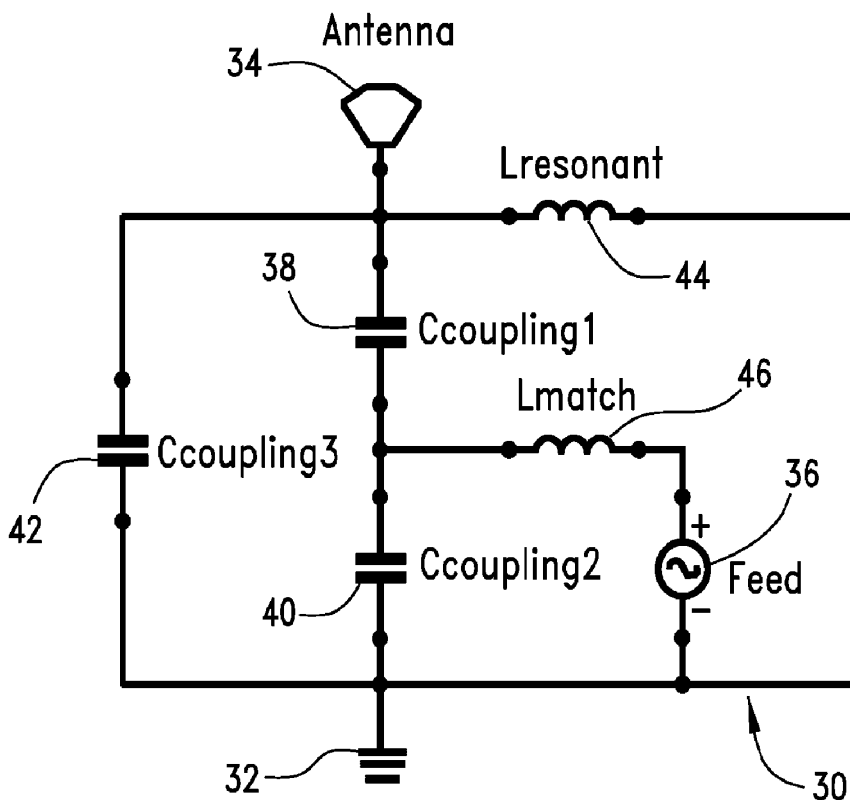 Antenna
34
Lresonant
44
38
Ccoupling1
Lmatch
46
Ccoupling3
42
36
+
Ccoupling2
Feed
40
−
32
30